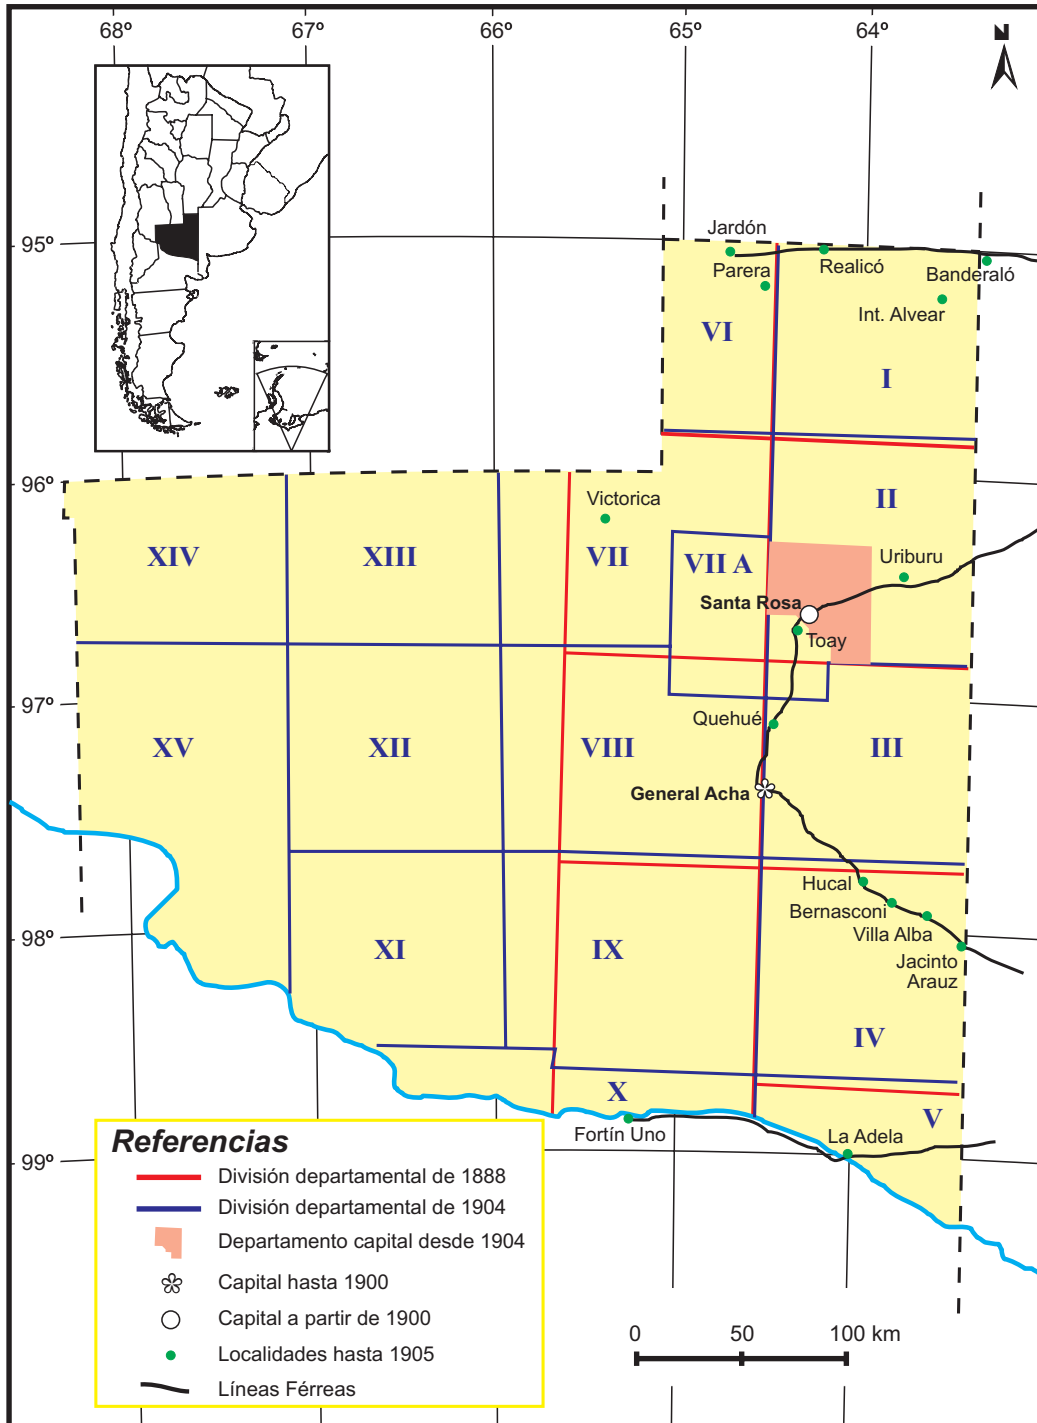 68º 67º 66º 65º 64º
N
95º
Jardón
Parera
Realicó
Banderaló
Int. Alvear
VI
I
96º
II
Victorica
XIV
XIII
VII
VII A
Uriburu
Santa Rosa
Toay
97º
Quehué
XV
XII
VIII
III
General Acha
Hucal
Bernasconi
Villa Alba
98º
XI
IX
Jacinto
Arauz
IV
X
V
Fortín Uno
La Adela
99º
Referencias
División departamental de 1888
División departamental de 1904
Departamento capital desde 1904
Capital hasta 1900
Capital a partir de 1900
Localidades hasta 1905
Líneas Férreas
0 50 100 km